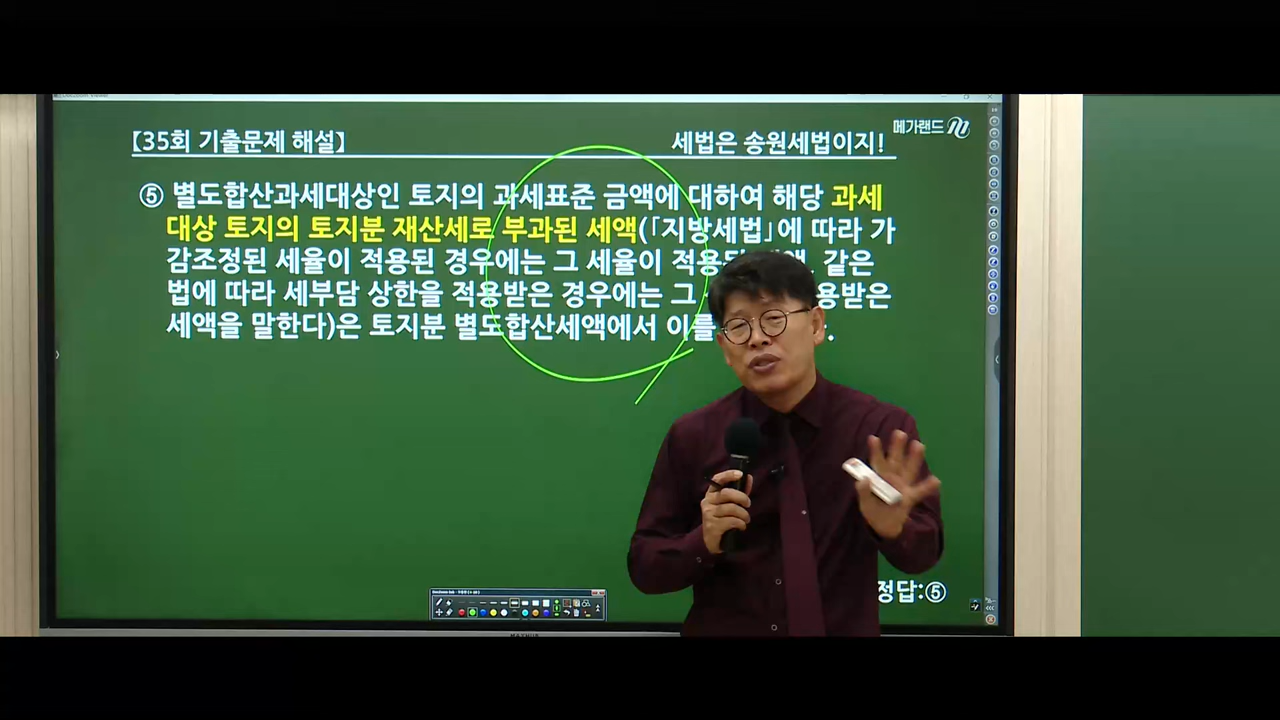 【35회 기출문제 해설】
세법은 송원세법이지!
메가랜드
⑤ 별도합산과세대상인 토지의 과세표준 금액에 대하여 해당 과세
대상 토지의 토지분 재산세로 부과된 세액(「지방세법」에 따라 가
감조정된 세율이 적용된 경우에는 그 세율이 적용된 세액, 같은
법에 따라 세부담 상한을 적용받은 경우에는 그 용받은
세액을 말한다)은 토지분 별도합산세액에서 이를
정답:⑤